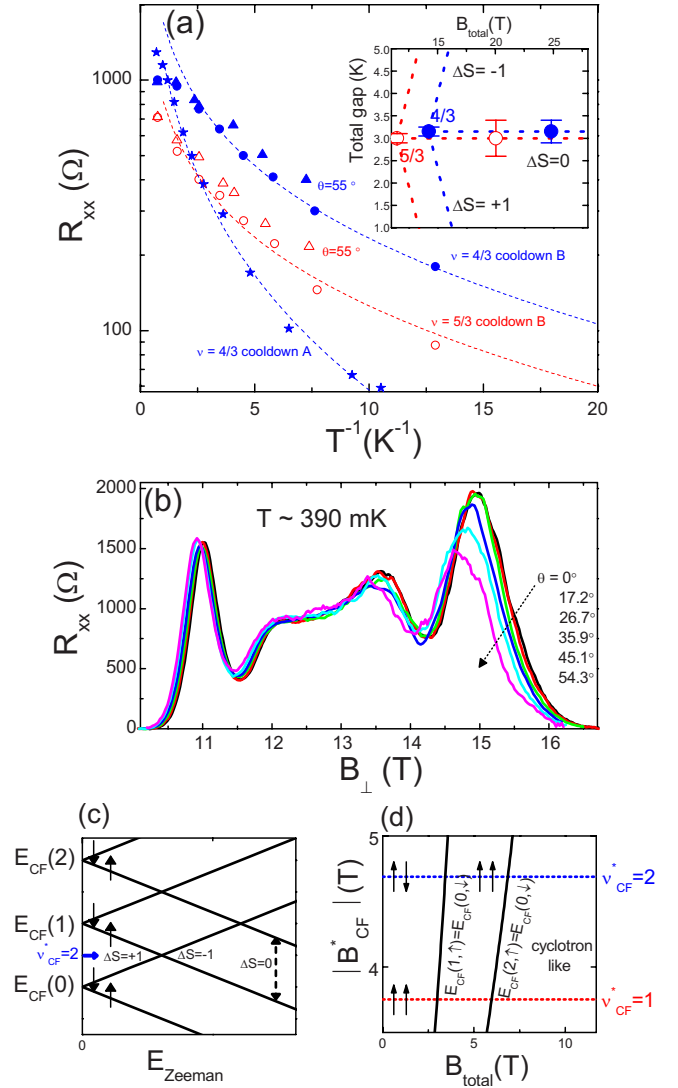 (a)
B_total(T)
15 20 25
5.0
4.5
4.0
3.5
3.0
2.5
2.0
1.5
1.0
Total gap (K)
ΔS= -1
4/3
5/3
ΔS=0
ΔS= +1
1000
100
R_xx (Ω)
θ=55 °
θ=55 °
ν = 4/3 cooldown B
ν = 5/3 cooldown B
ν = 4/3 cooldown A
0 5 10 15 20
T^-1(K^-1)
(b)
T ~ 390 mK
2000
1500
1000
500
0
R_xx (Ω)
θ = 0°
17.2°
26.7°
35.9°
45.1°
54.3°
11 12 13 14 15 16
B_⊥(T)
(c)
E_CF(2)
E_CF(1)
ν*_CF=2
E_CF(0)
ΔS=+1
ΔS=-1
ΔS=0
0
E_Zeeman
(d)
5
4
|B*_CF|(T)
E_CF(1,↑)=E_CF(0,↓)
E_CF(2,↑)=E_CF(0,↓)
cyclotron
like
ν*_CF=2
ν*_CF=1
0 5 10
B_total(T)